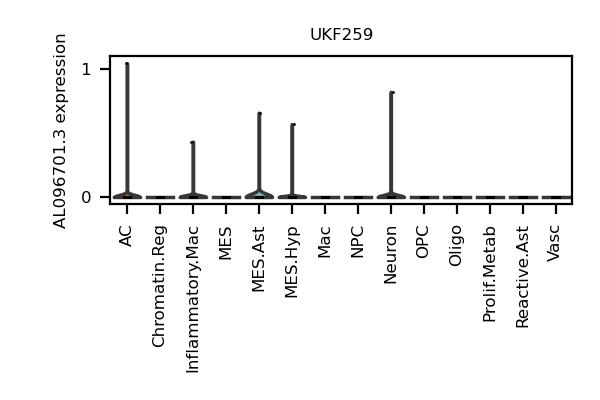 UKF259
AL096701.3 expression
1
0
AC
Chromatin.Reg
Inflammatory.Mac
MES
MES.Ast
MES.Hyp
Mac
NPC
Neuron
OPC
Oligo
Prolif.Metab
Reactive.Ast
Vasc